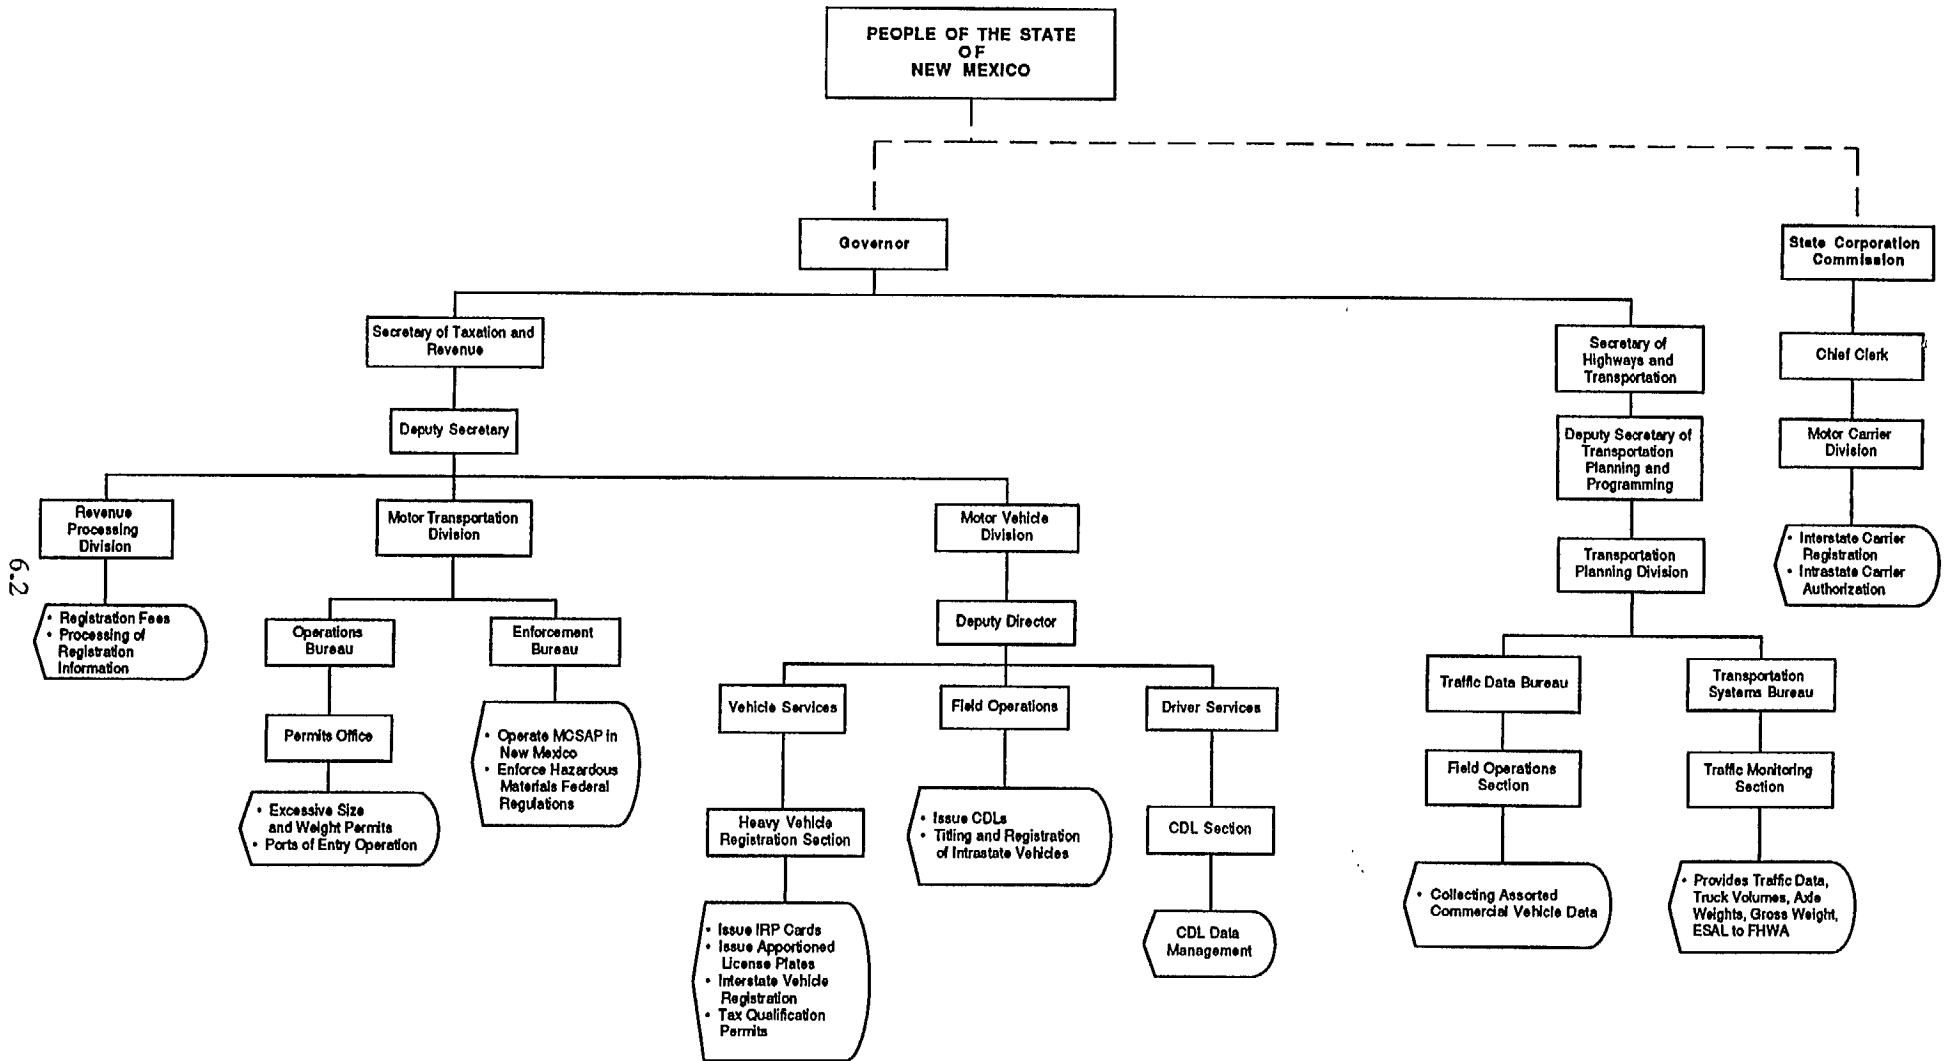 PEOPLE OF THE STATE
OF
NEW MEXICO
Governor
State Corporation
Commission
Secretary of Taxation and
Revenue
Secretary of
Highways and
Transportation
Chief Clerk
Deputy Secretary
Deputy Secretary of
Transportation
Planning and
Programming
Motor Carrier
Division
Revenue
Processing
Division
Motor Transportation
Division
Motor Vehicle
Division
Transportation
Planning Division
• Interstate Carrier
Registration
• Intrastate Carrier
Authorization
6.2
• Registration Fees
• Processing of
Registration
Information
Operations
Bureau
Enforcement
Bureau
Deputy Director
Traffic Data Bureau
Transportation
Systems Bureau
Permits Office
• Operate MCSAP in
New Mexico
• Enforce Hazardous
Materials Federal
Regulations
Vehicle Services
Field Operations
Driver Services
Field Operations
Section
Traffic Monitoring
Section
• Excessive Size
and Weight Permits
• Ports of Entry Operation
Heavy Vehicle
Registration Section
• Issue CDLs
• Titling and Registration
of Intrastate Vehicles
CDL Section
• Collecting Assorted
Commercial Vehicle Data
• Provides Traffic Data,
Truck Volumes, Axle
Weights, Gross Weight,
ESAL to FHWA
• Issue IRP Cards
• Issue Apportioned
License Plates
• Interstate Vehicle
Registration
• Tax Qualification
Permits
CDL Data
Management